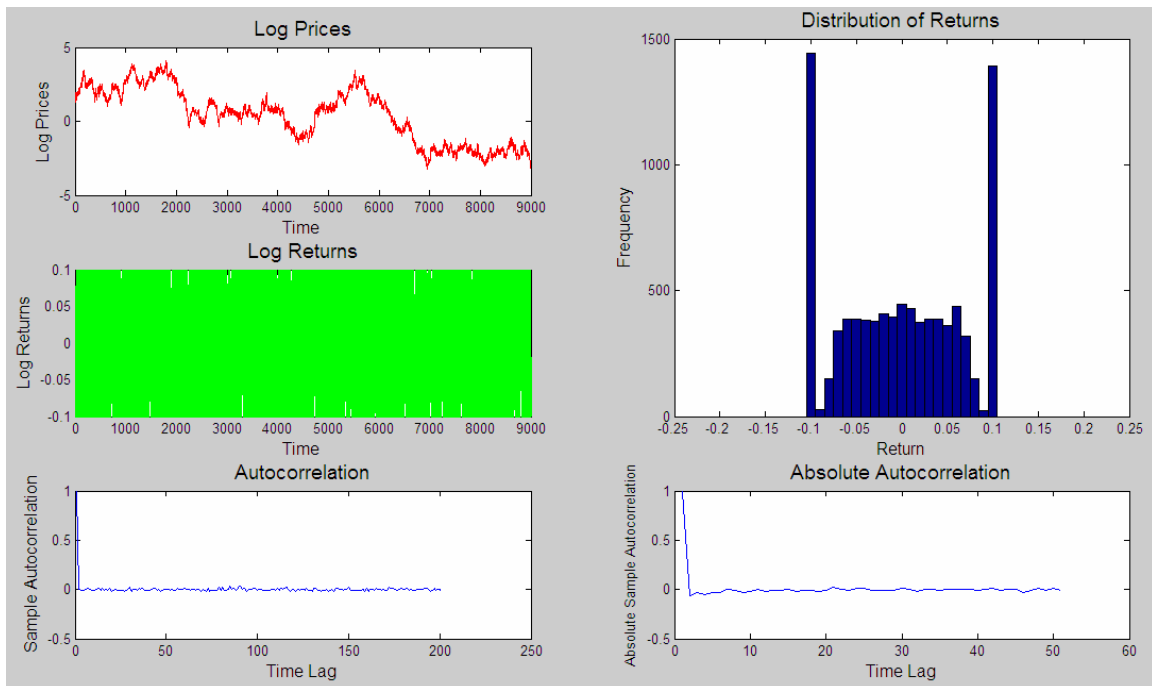 Log Prices
5
0
-5
Log Prices
0 1000 2000 3000 4000 5000 6000 7000 8000 9000
Time
Log Returns
0.1
0.05
0
-0.05
-0.1
Log Returns
0 1000 2000 3000 4000 5000 6000 7000 8000 9000
Time
Autocorrelation
1
0.5
0
-0.5
Sample Autocorrelation
0 50 100 150 200 250
Time Lag
Distribution of Returns
1500
1000
500
0
Frequency
-0.25 -0.2 -0.15 -0.1 -0.05 0 0.05 0.1 0.15 0.2 0.25
Return
Absolute Autocorrelation
1
0.5
0
-0.5
Absolute Sample Autocorrelation
0 10 20 30 40 50 60
Time Lag